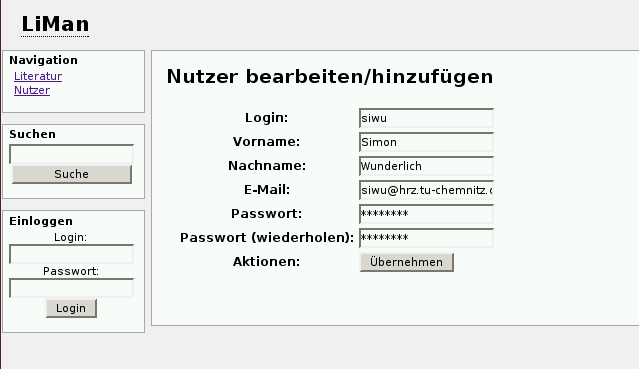 LiMan
Navigation
Literatur
Nutzer
Suchen
Suche
Einloggen
Login:
Passwort:
Login
Nutzer bearbeiten/hinzufügen
Login: siwu
Vorname: Simon
Nachname: Wunderlich
E-Mail: siwu@hrz.tu-chemnitz.
Passwort: ********
Passwort (wiederholen): ********
Aktionen: Übernehmen